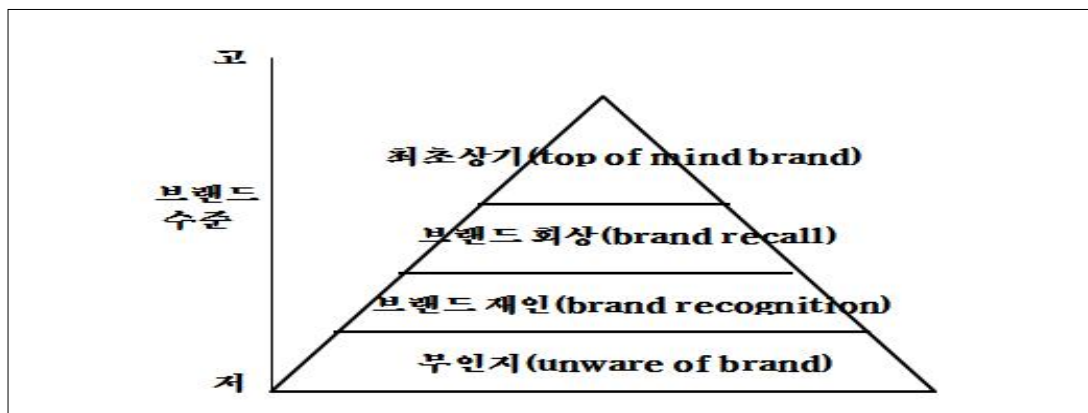 고
최초상기(top of mind brand)
브랜드
수준
브랜드 회상(brand recall)
브랜드 재인(brand recognition)
부인지(unware of brand)
저